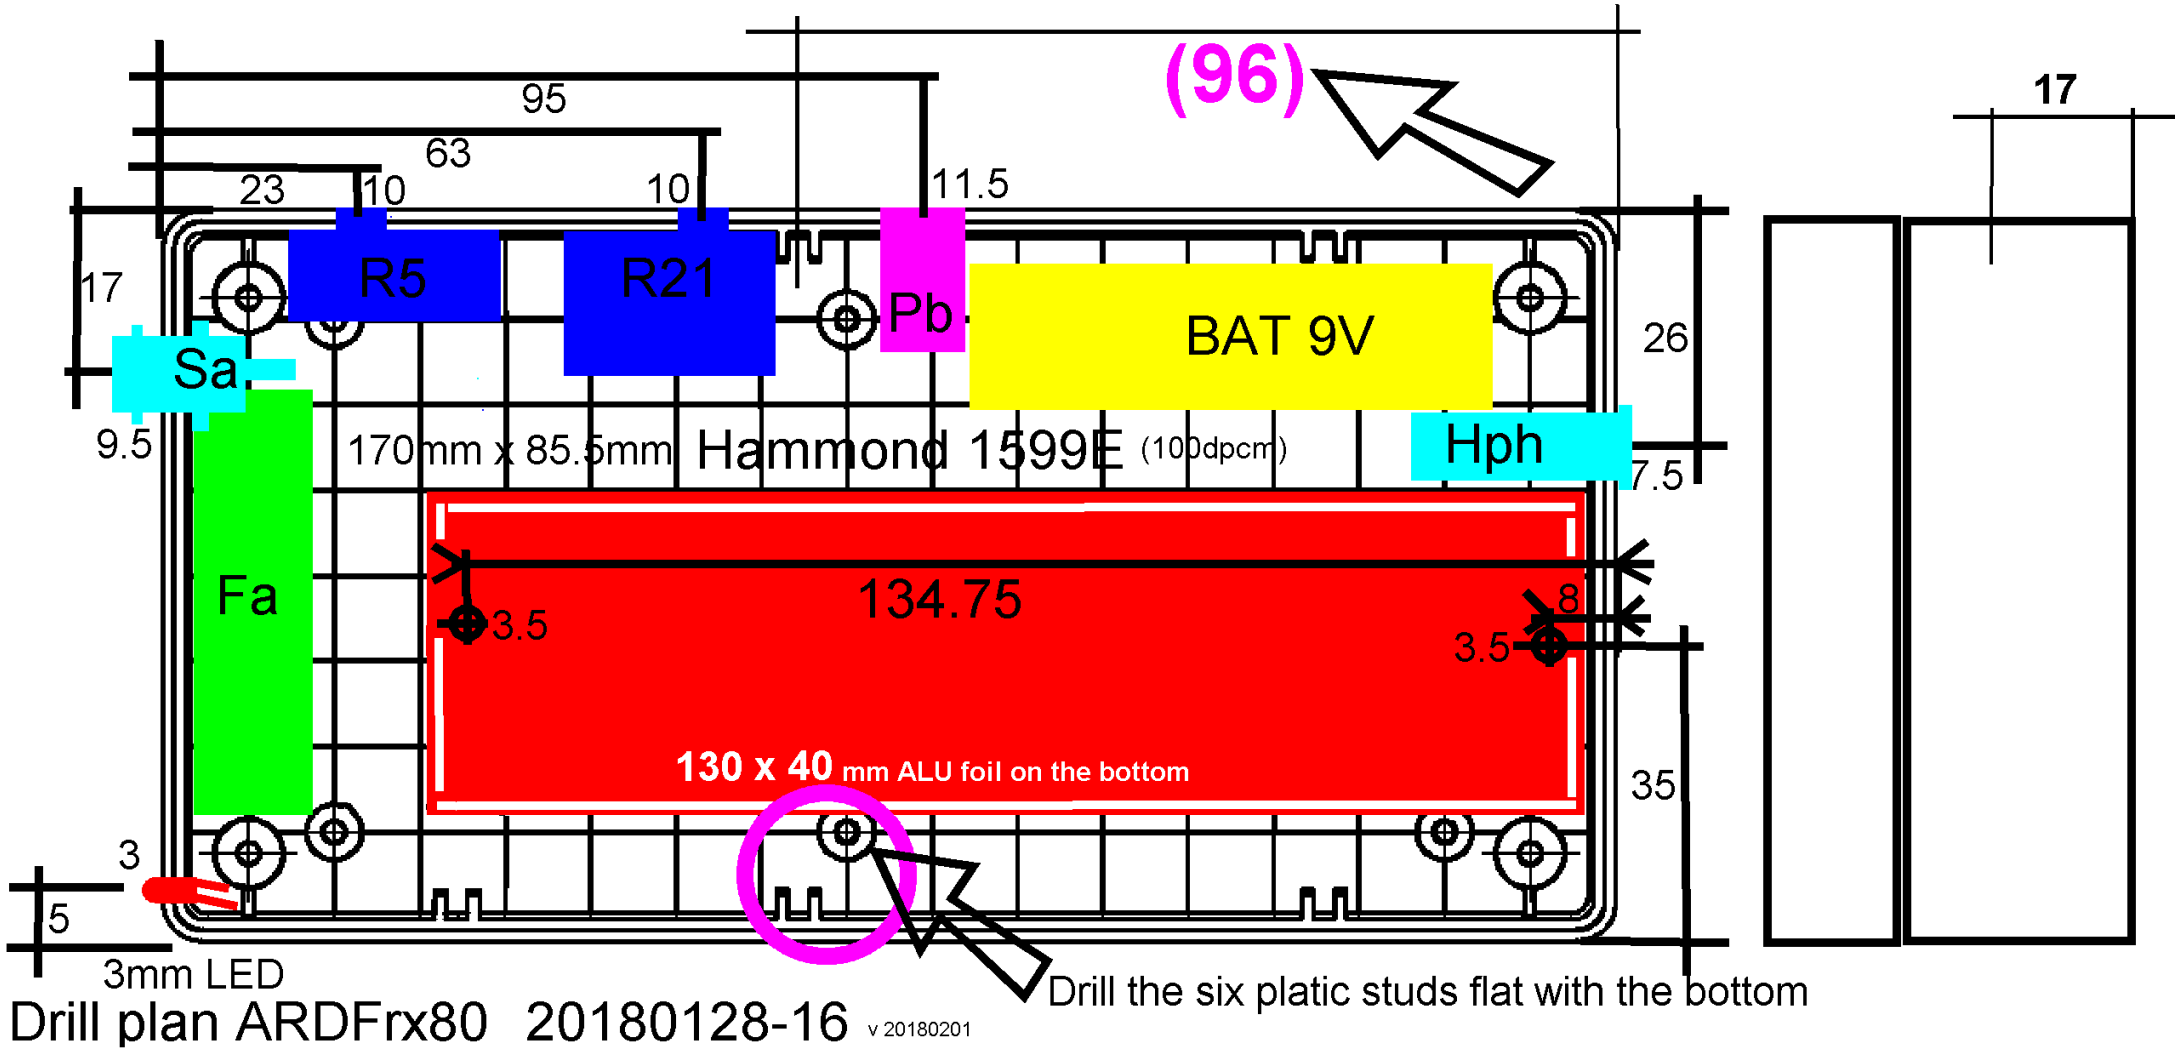 (96)
17
95
63
23
10
10
11.5
17
R5
R21
Pb
BAT 9V
26
Sa
9.5
170mm x 85.5mm Hammond 1599E (100dpcm)
Hph
7.5
Fa
134.75
8
3.5
3.5
130 x 40 mm ALU foil on the bottom
35
3
5
3mm LED
Drill the six platic studs flat with the bottom
Drill plan ARDFrx80 20180128-16 v 20180201